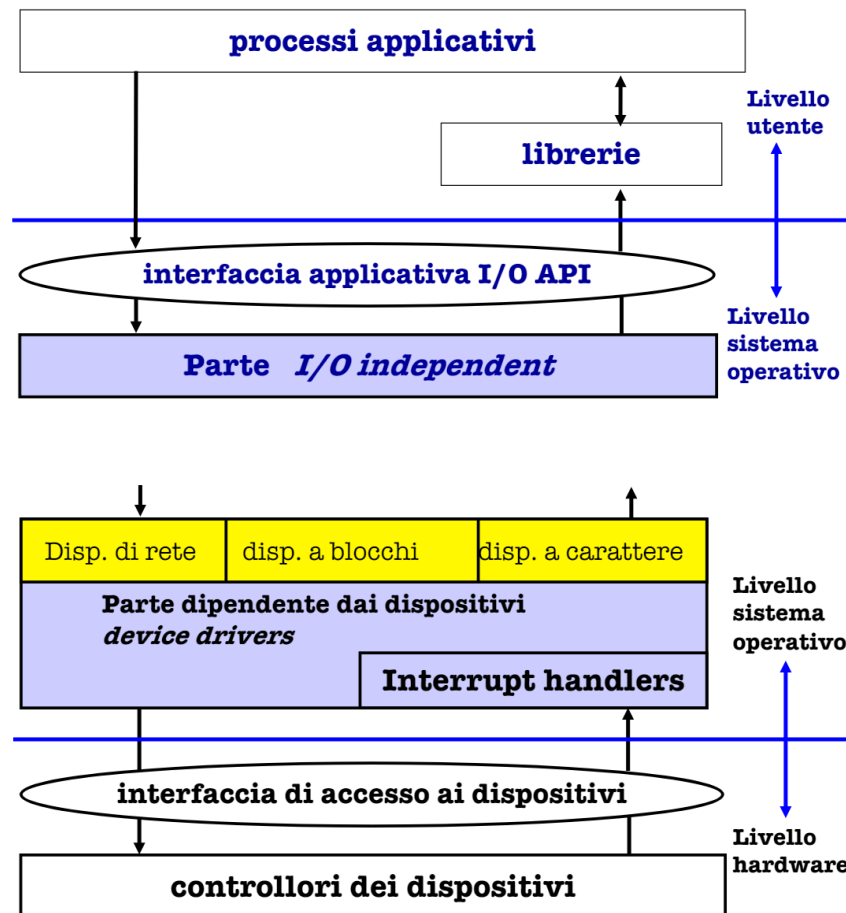 processi applicativi
Livello
utente
librerie
interfaccia applicativa I/O API
Livello
sistema
operativo
Parte I/O independent
Disp. di rete
disp. a blocchi
disp. a carattere
Parte dipendente dai dispositivi
device drivers
Livello
sistema
operativo
Interrupt handlers
interfaccia di accesso ai dispositivi
Livello
hardware
controllori dei dispositivi